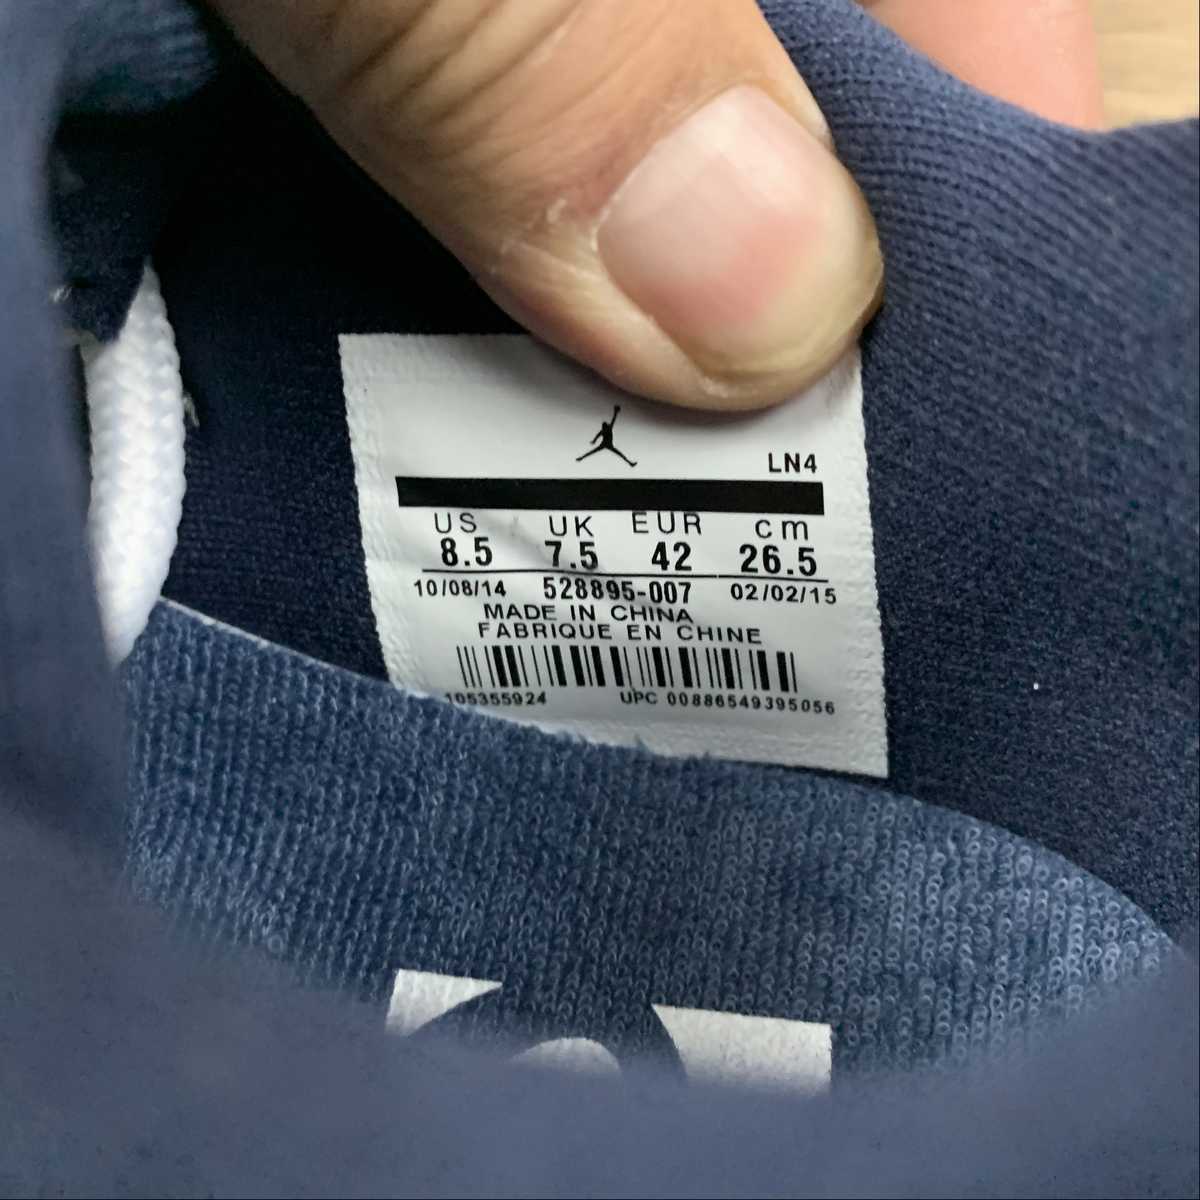 LN4
US UK EUR cm
8.5 7.5 42 26.5
10/08/14 528895-007 02/02/15
MADE IN CHINA
FABRIQUE EN CHINE
105355924 UPC 00886549395056